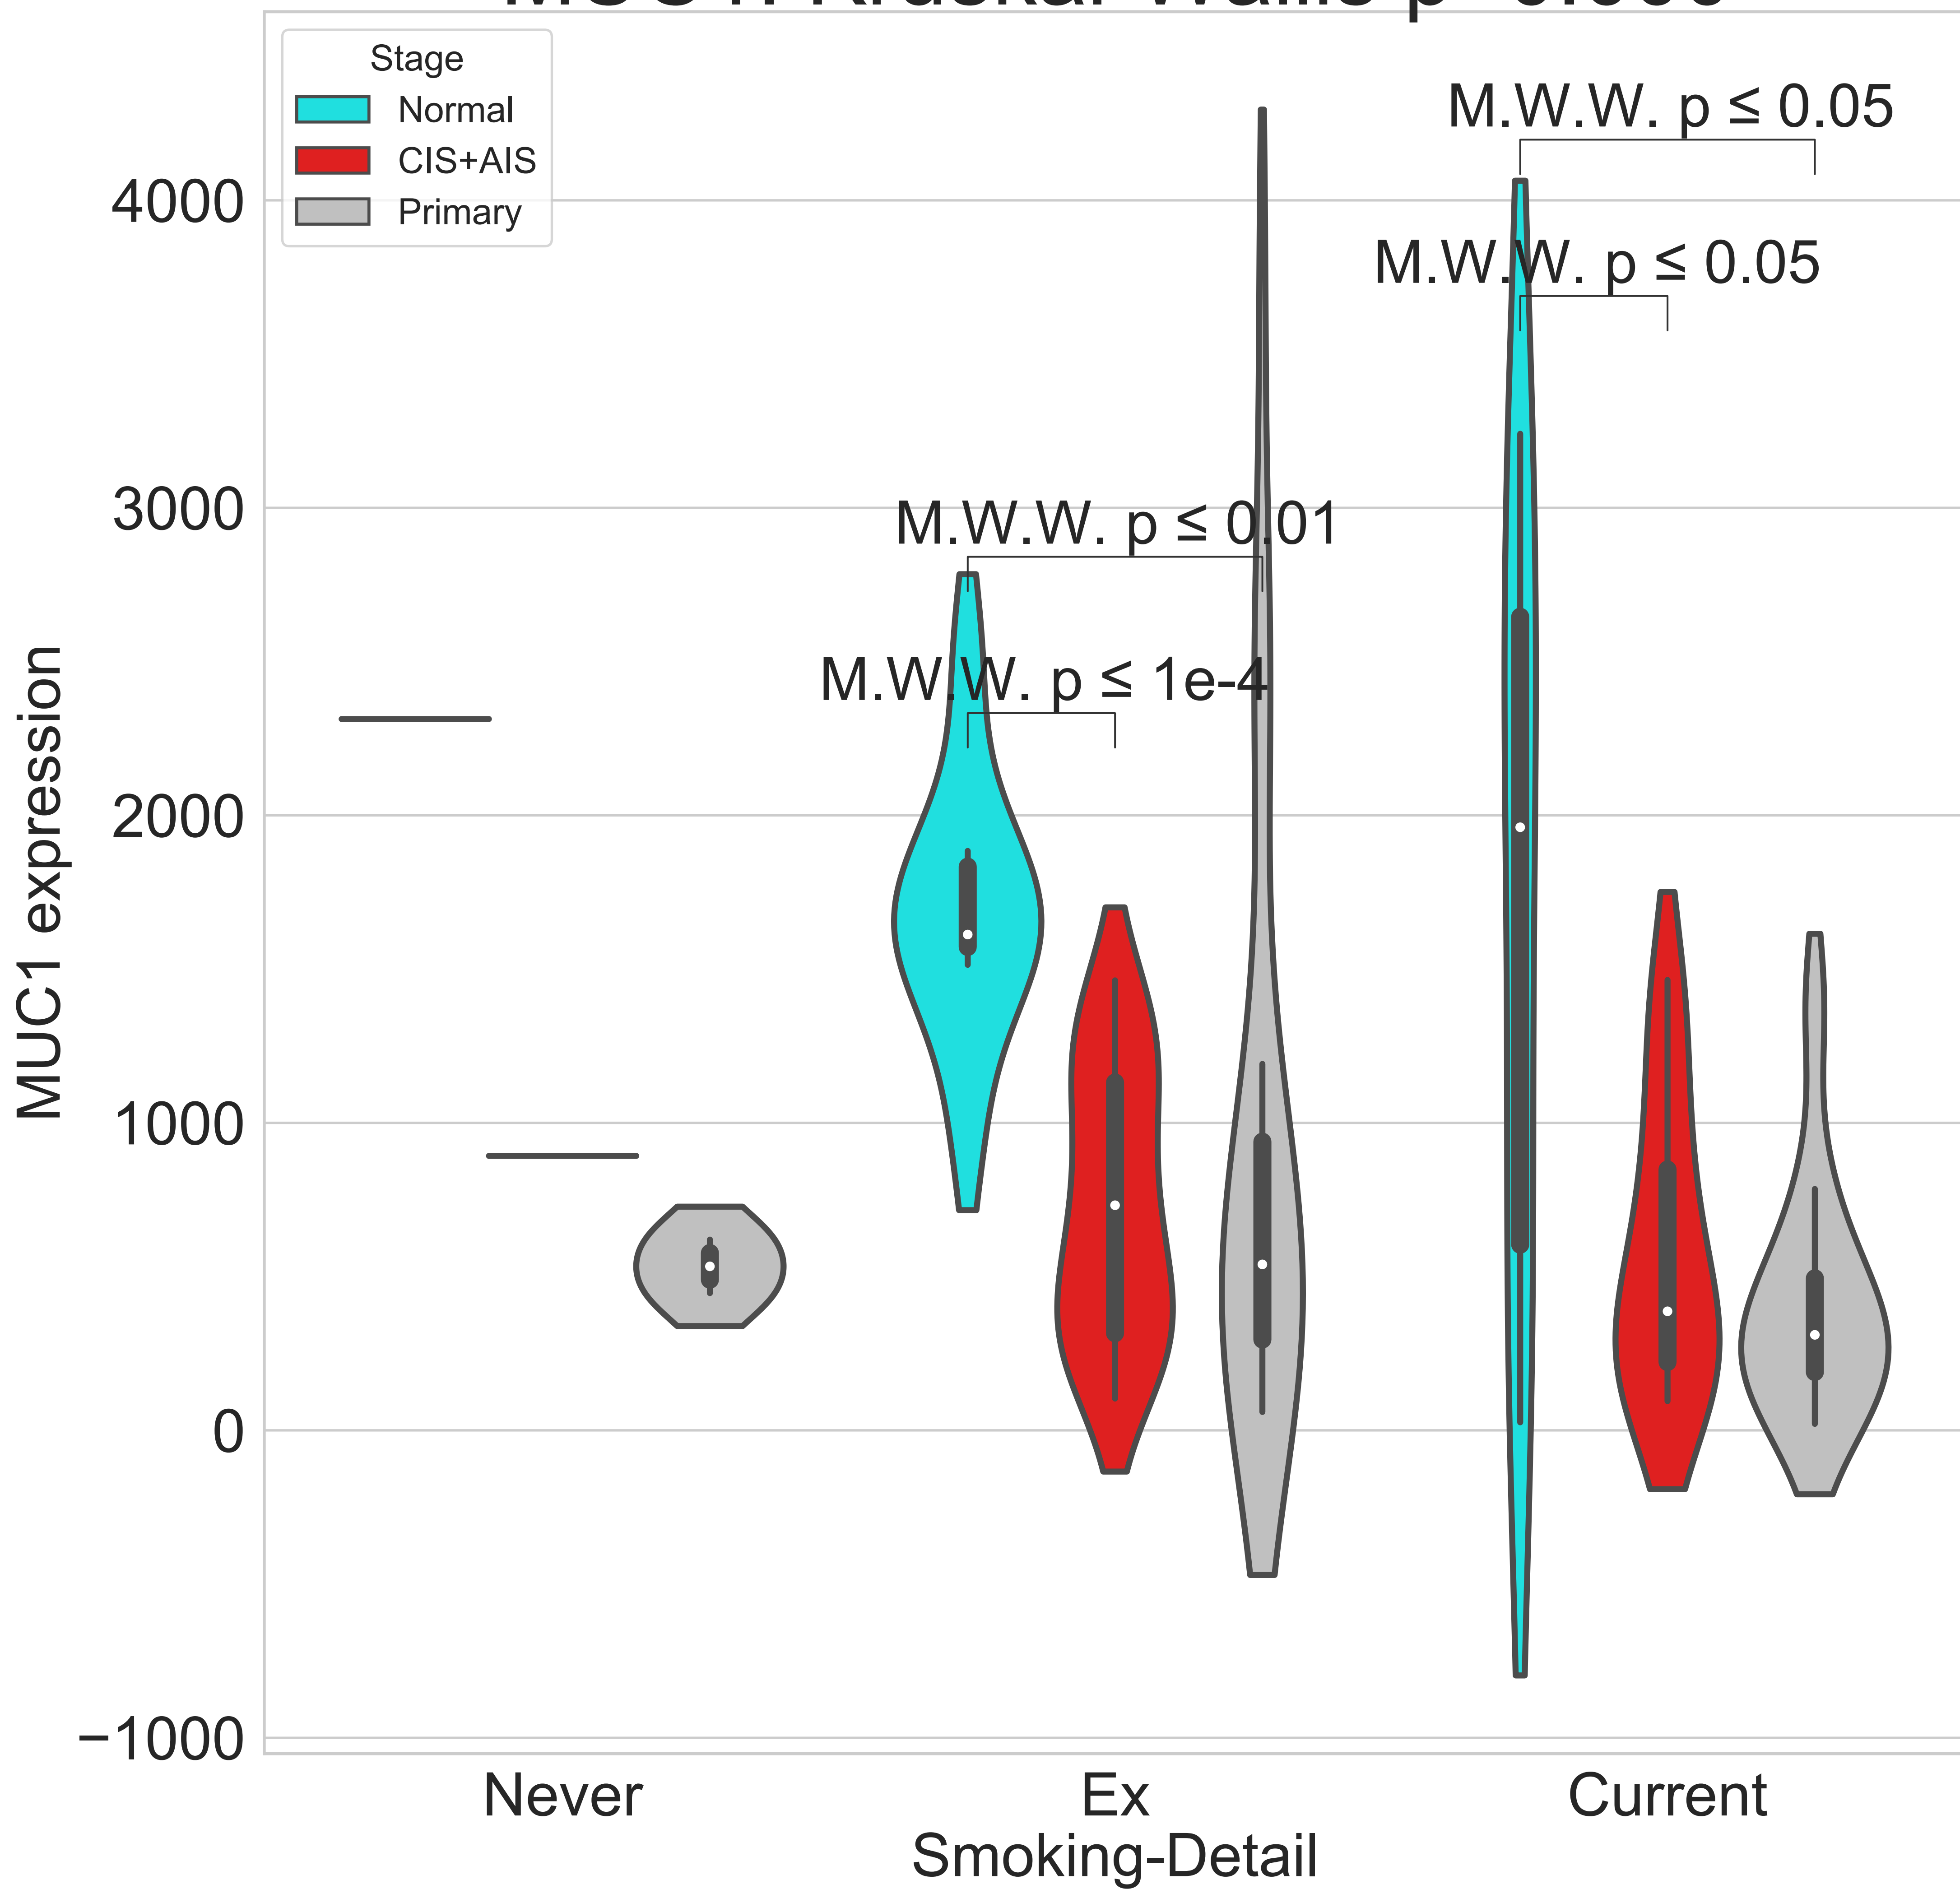 Stage
Normal
CIS+AIS
Primary
M.W.W. p ≤ 0.05
M.W.W. p ≤ 0.05
M.W.W. p ≤ 0.01
M.W.W. p ≤ 1e-4
MUC1 expression
4000
3000
2000
1000
0
−1000
Never Ex Current
Smoking-Detail